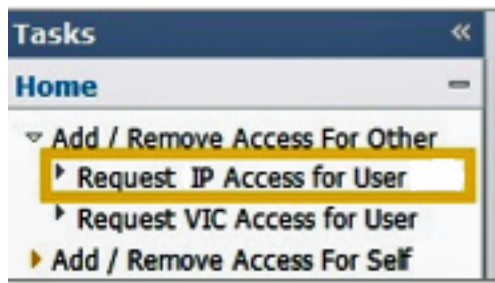 Tasks
Home
Add / Remove Access For Other
Request IP Access for User
Request VIC Access for User
Add / Remove Access For Self